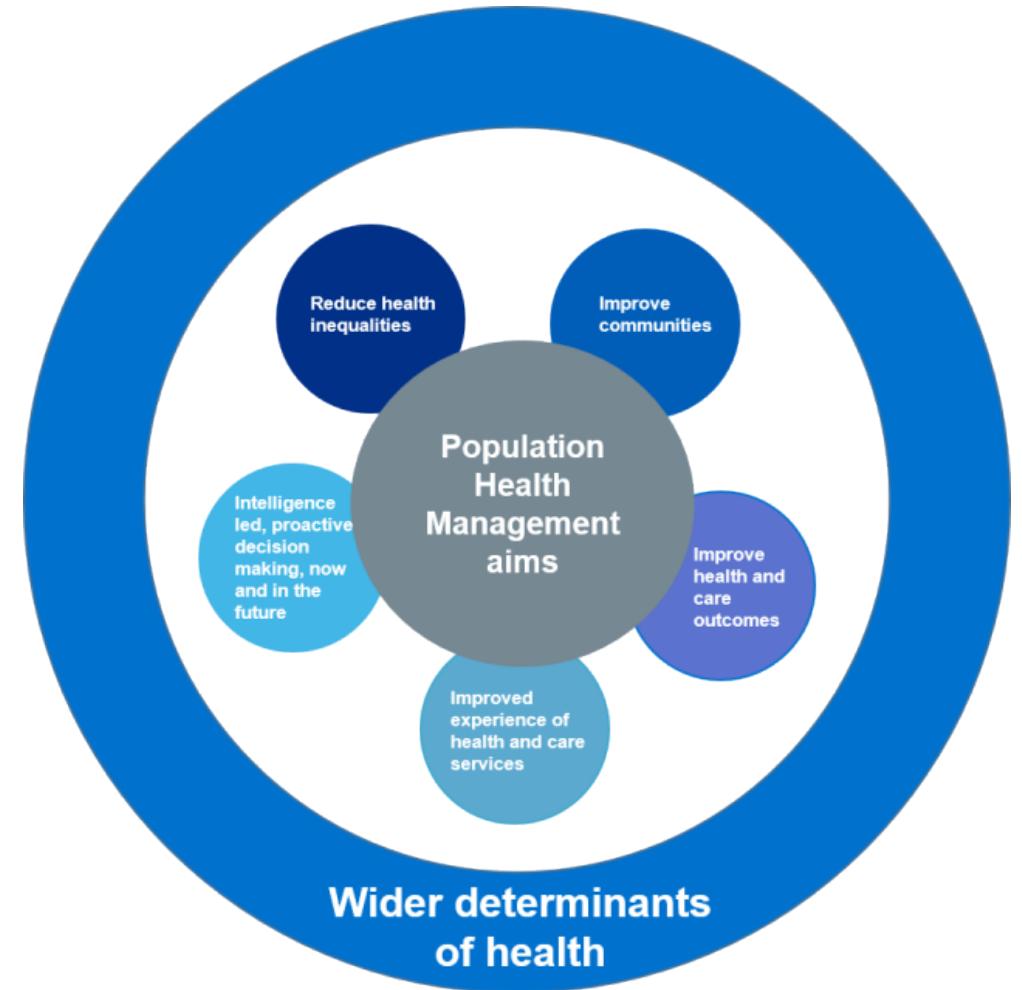 Reduce health
inequalities
Improve
communities
Population
Health
Management
aims
Intelligence
led, proactive
decision
making, now
and in the
future
Improve
health and
care
outcomes
Improved
experience of
health and care
services
Wider determinants
of health